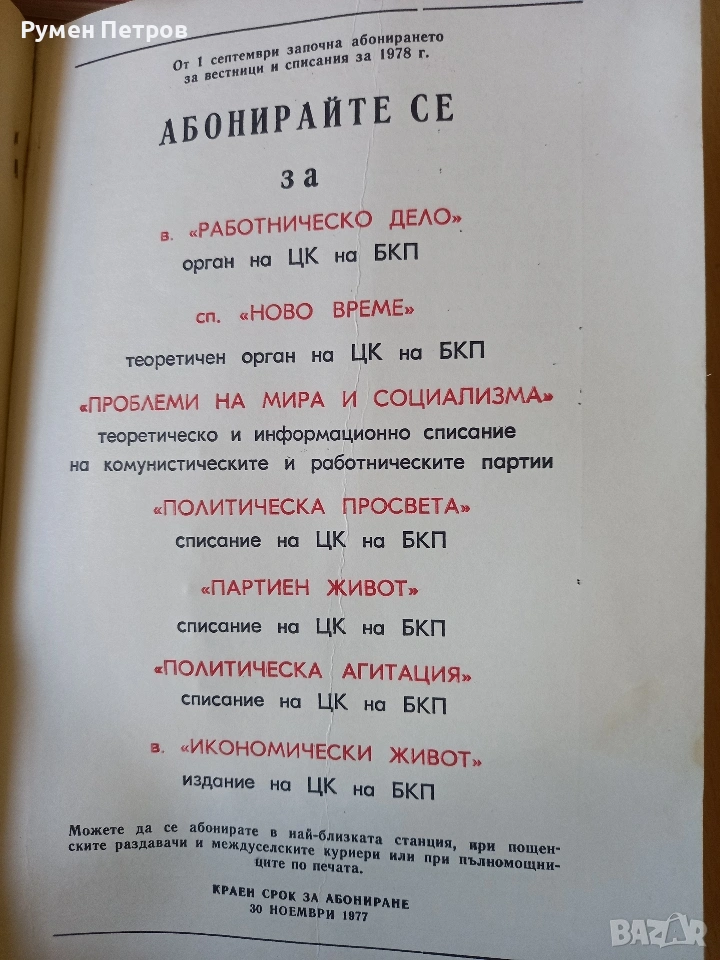 Румен Петров
От 1 септември започна абонирането
за вестници и списания за 1978 г.
АБОНИРАЙТЕ СЕ
за
в. «РАБОТНИЧЕСКО ДЕЛО»
орган на ЦК на БКП
сп. «НОВО ВРЕМЕ»
теоретичен орган на ЦК на БКП
«ПРОБЛЕМИ НА МИРА И СОЦИАЛИЗМА»
теоретическо и информационно списание
на комунистическите и работническите партии
«ПОЛИТИЧЕСКА ПРОСВЕТА»
списание на ЦК на БКП
«ПАРТИЕН ЖИВОТ»
списание на ЦК на БКП
«ПОЛИТИЧЕСКА АГИТАЦИЯ»
списание на ЦК на БКП
в. «ИКОНОМИЧЕСКИ ЖИВОТ»
издание на ЦК на БКП
Можете да се абонирате в най-близката станция, при пощен-
ските раздавачи и междуселските куриери или при пълномощни-
ците по печата.
КРАЕН СРОК ЗА АБОНИРАНЕ
30 НОЕМВРИ 1977
BAZAR